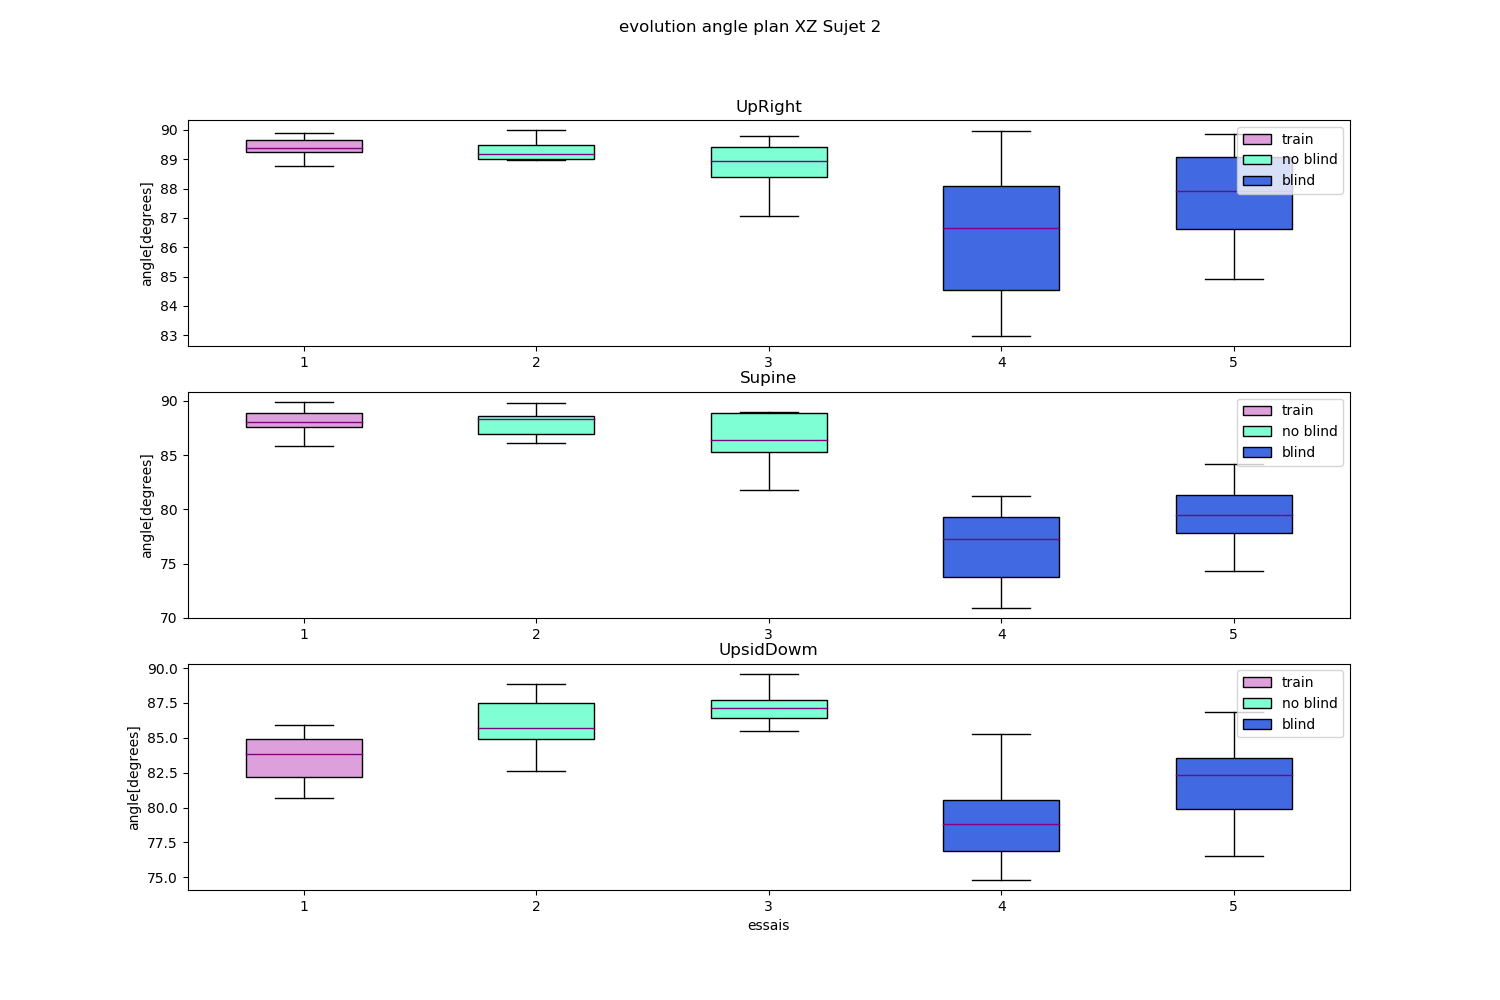 evolution angle plan XZ Sujet 2
UpRight
90
89
88
87
86
85
84
83
angle[degrees]
train
no blind
blind
1 2 3 4 5
Supine
90
85
80
75
70
angle[degrees]
train
no blind
blind
1 2 3 4 5
UpsidDowm
90.0
87.5
85.0
82.5
80.0
77.5
75.0
angle[degrees]
train
no blind
blind
1 2 3 4 5
essais